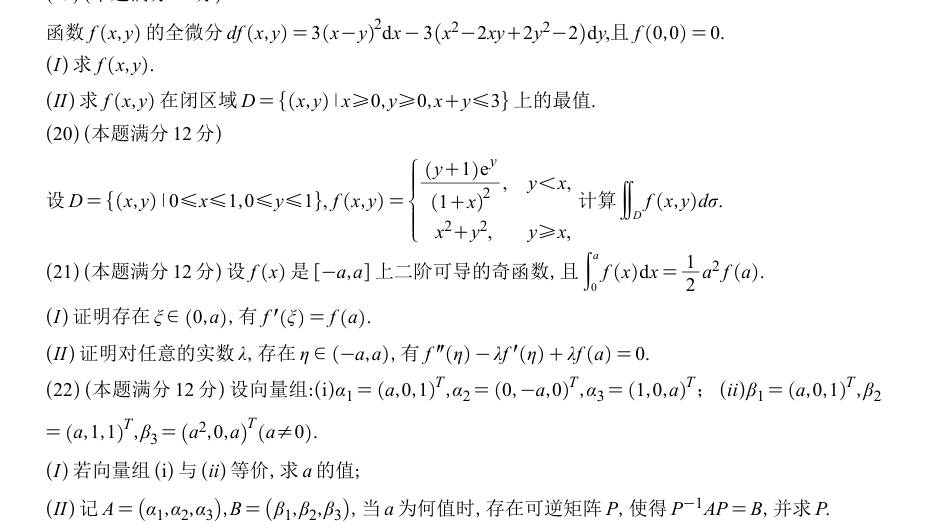 函数 f(x,y) 的全微分 df(x,y)=3(x−y)²dx−3(x²−2xy+2y²−2)dy,且 f(0,0)=0.
(I) 求 f(x,y).
(II) 求 f(x,y) 在闭区域 D={(x,y)|x⩾0,y⩾0,x+y⩽3} 上的最值.
(20) (本题满分 12 分)
设 D={(x,y)|0⩽x⩽1,0⩽y⩽1}, f(x,y)={ (y+1)e^y/(1+x)², y<x, x²+y², y⩾x, 计算 ∬_D f(x,y)dσ.
(21) (本题满分 12 分) 设 f(x) 是 [−a,a] 上二阶可导的奇函数, 且 ∫₀^a f(x)dx=1/2 a²f(a).
(I) 证明存在 ξ∈(0,a), 有 f′(ξ)=f(a).
(II) 证明对任意的实数 λ, 存在 η∈(−a,a), 有 f″(η)−λf′(η)+λf(a)=0.
(22) (本题满分 12 分) 设向量组:(i)α₁=(a,0,1)^T,α₂=(0,−a,0)^T,α₃=(1,0,a)^T; (ii)β₁=(a,0,1)^T,β₂
=(a,1,1)^T,β₃=(a²,0,a)^T(a≠0).
(I) 若向量组 (i) 与 (ii) 等价, 求 a 的值;
(II) 记 A=(α₁,α₂,α₃),B=(β₁,β₂,β₃), 当 a 为何值时, 存在可逆矩阵 P, 使得 P⁻¹AP=B, 并求 P.